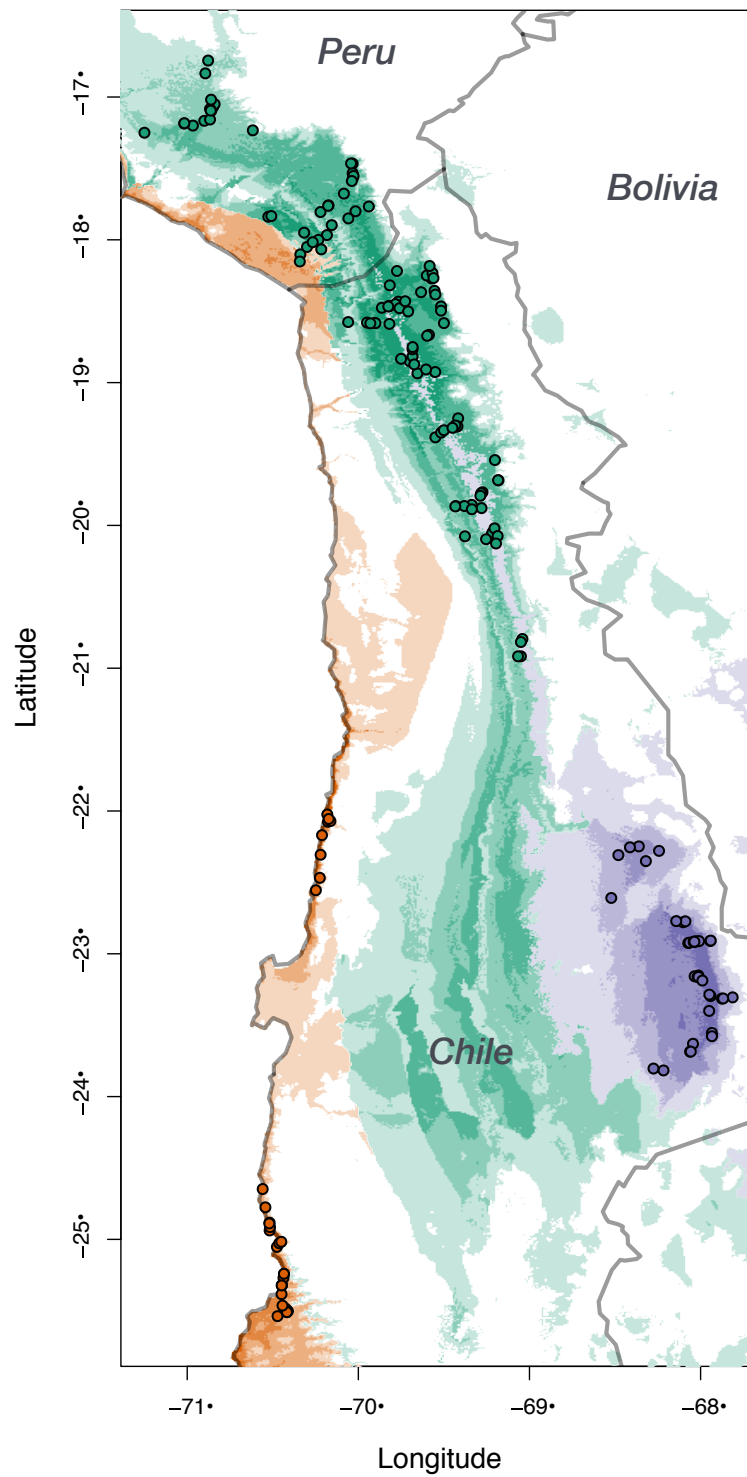 Peru
Bolivia
Chile
−17•
−18•
−19•
−20•
−21•
−22•
−23•
−24•
−25•
Latitude
−71•
−70•
−69•
−68•
Longitude